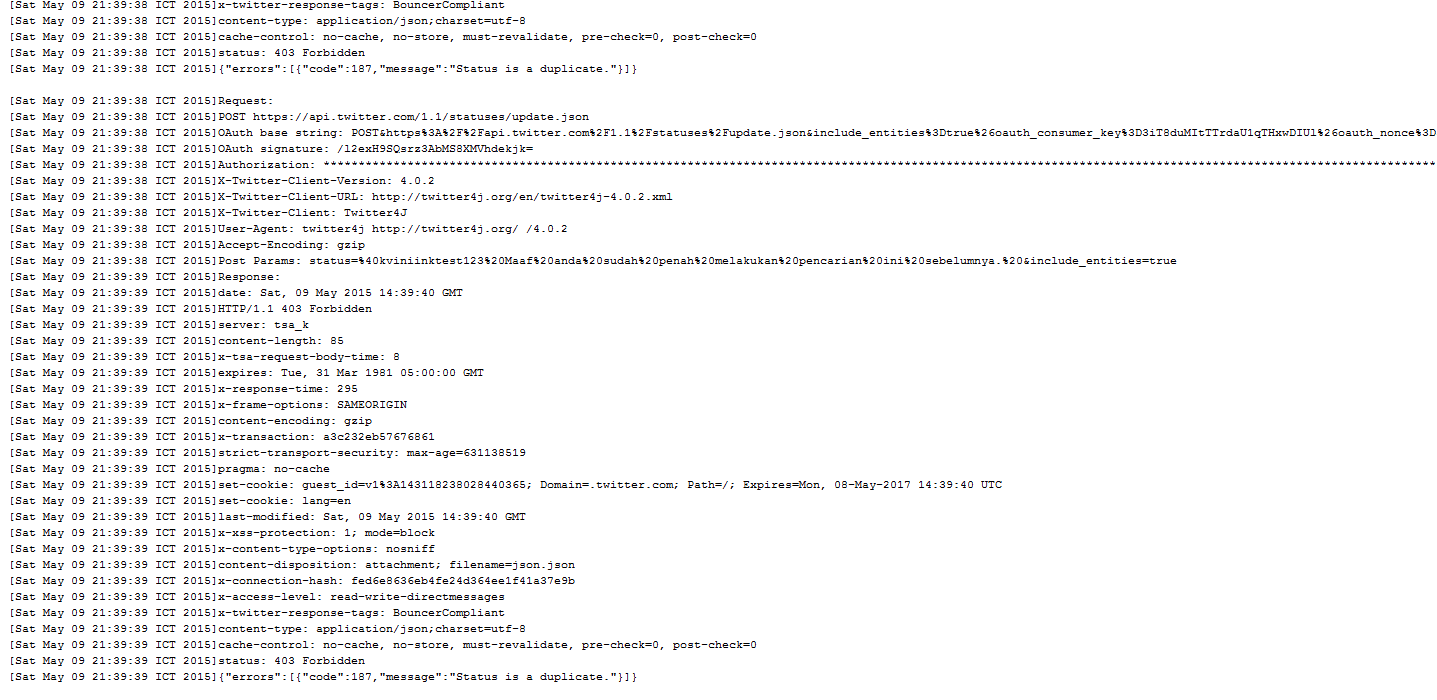 [Sat May 09 21:39:38 ICT 2015]x-twitter-response-tags: BouncerCompliant
[Sat May 09 21:39:38 ICT 2015]content-type: application/json;charset=utf-8
[Sat May 09 21:39:38 ICT 2015]cache-control: no-cache, no-store, must-revalidate, pre-check=0, post-check=0
[Sat May 09 21:39:38 ICT 2015]status: 403 Forbidden
[Sat May 09 21:39:38 ICT 2015]{"errors":[{"code":187,"message":"Status is a duplicate."}]}
[Sat May 09 21:39:38 ICT 2015]Request:
[Sat May 09 21:39:38 ICT 2015]POST https://api.twitter.com/1.1/statuses/update.json
[Sat May 09 21:39:38 ICT 2015]OAuth base string: POST&https%3A%2F%2Fapi.twitter.com%2F1.1%2Fstatuses%2Fupdate.json&include_entities%3Dtrue%26oauth_consumer_key%3D3iT8duMItTTrdaU1qTHxwDIUl%26oauth_nonce%3D
[Sat May 09 21:39:38 ICT 2015]OAuth signature: /l2exH9SQsrz3AbMS8XMVhdekjk=
[Sat May 09 21:39:38 ICT 2015]Authorization: ***************************************************************************************************************************************************************
[Sat May 09 21:39:38 ICT 2015]X-Twitter-Client-Version: 4.0.2
[Sat May 09 21:39:38 ICT 2015]X-Twitter-Client-URL: http://twitter4j.org/en/twitter4j-4.0.2.xml
[Sat May 09 21:39:38 ICT 2015]X-Twitter-Client: Twitter4J
[Sat May 09 21:39:38 ICT 2015]User-Agent: twitter4j http://twitter4j.org/ /4.0.2
[Sat May 09 21:39:38 ICT 2015]Accept-Encoding: gzip
[Sat May 09 21:39:38 ICT 2015]Post Params: status=%40kviniinktest123%20Maaf%20anda%20sudah%20penah%20melakukan%20pencarian%20ini%20sebelumnya.%20&include_entities=true
[Sat May 09 21:39:39 ICT 2015]Response:
[Sat May 09 21:39:39 ICT 2015]date: Sat, 09 May 2015 14:39:40 GMT
[Sat May 09 21:39:39 ICT 2015]HTTP/1.1 403 Forbidden
[Sat May 09 21:39:39 ICT 2015]server: tsa_k
[Sat May 09 21:39:39 ICT 2015]content-length: 85
[Sat May 09 21:39:39 ICT 2015]x-tsa-request-body-time: 8
[Sat May 09 21:39:39 ICT 2015]expires: Tue, 31 Mar 1981 05:00:00 GMT
[Sat May 09 21:39:39 ICT 2015]x-response-time: 295
[Sat May 09 21:39:39 ICT 2015]x-frame-options: SAMEORIGIN
[Sat May 09 21:39:39 ICT 2015]content-encoding: gzip
[Sat May 09 21:39:39 ICT 2015]x-transaction: a3c232eb57676861
[Sat May 09 21:39:39 ICT 2015]strict-transport-security: max-age=631138519
[Sat May 09 21:39:39 ICT 2015]pragma: no-cache
[Sat May 09 21:39:39 ICT 2015]set-cookie: guest_id=v1%3A143118238028440365; Domain=.twitter.com; Path=/; Expires=Mon, 08-May-2017 14:39:40 UTC
[Sat May 09 21:39:39 ICT 2015]set-cookie: lang=en
[Sat May 09 21:39:39 ICT 2015]last-modified: Sat, 09 May 2015 14:39:40 GMT
[Sat May 09 21:39:39 ICT 2015]x-xss-protection: 1; mode=block
[Sat May 09 21:39:39 ICT 2015]x-content-type-options: nosniff
[Sat May 09 21:39:39 ICT 2015]content-disposition: attachment; filename=json.json
[Sat May 09 21:39:39 ICT 2015]x-connection-hash: fed6e8636eb4fe24d364ee1f41a37e9b
[Sat May 09 21:39:39 ICT 2015]x-access-level: read-write-directmessages
[Sat May 09 21:39:39 ICT 2015]x-twitter-response-tags: BouncerCompliant
[Sat May 09 21:39:39 ICT 2015]content-type: application/json;charset=utf-8
[Sat May 09 21:39:39 ICT 2015]cache-control: no-cache, no-store, must-revalidate, pre-check=0, post-check=0
[Sat May 09 21:39:39 ICT 2015]status: 403 Forbidden
[Sat May 09 21:39:39 ICT 2015]{"errors":[{"code":187,"message":"Status is a duplicate."}]}